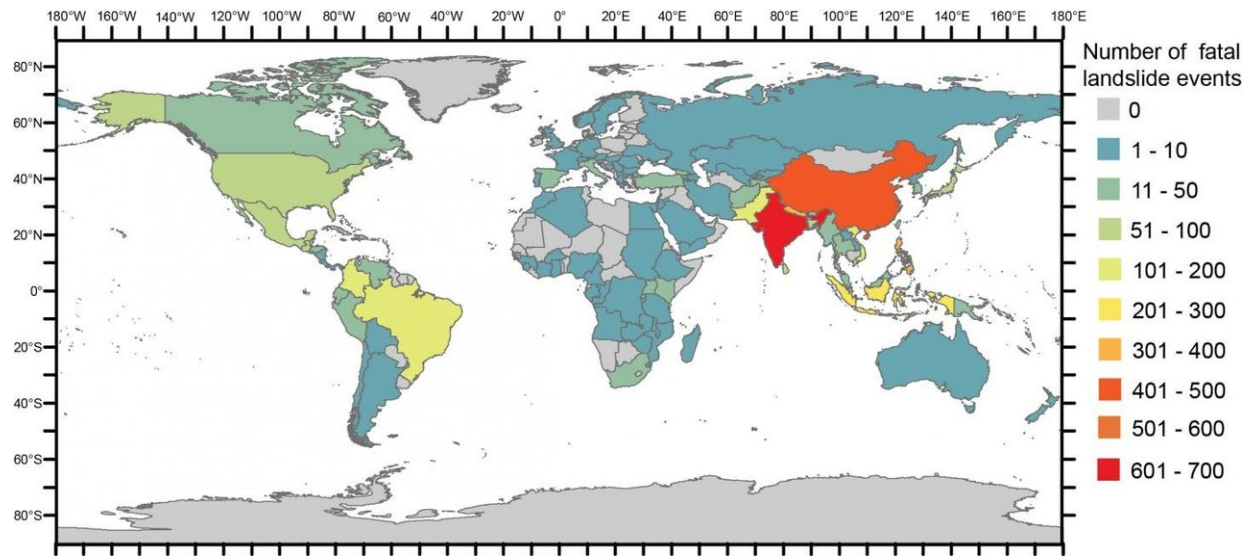 180°W 160°W 140°W 120°W 100°W 80°W 60°W 40°W 20°W 0° 20°E 40°E 60°E 80°E 100°E 120°E 140°E 160°E 180°E
Number of fatal
landslide events
0
1 - 10
11 - 50
51 - 100
101 - 200
201 - 300
301 - 400
401 - 500
501 - 600
601 - 700
80°N
60°N
40°N
20°N
0°
20°S
40°S
60°S
80°S